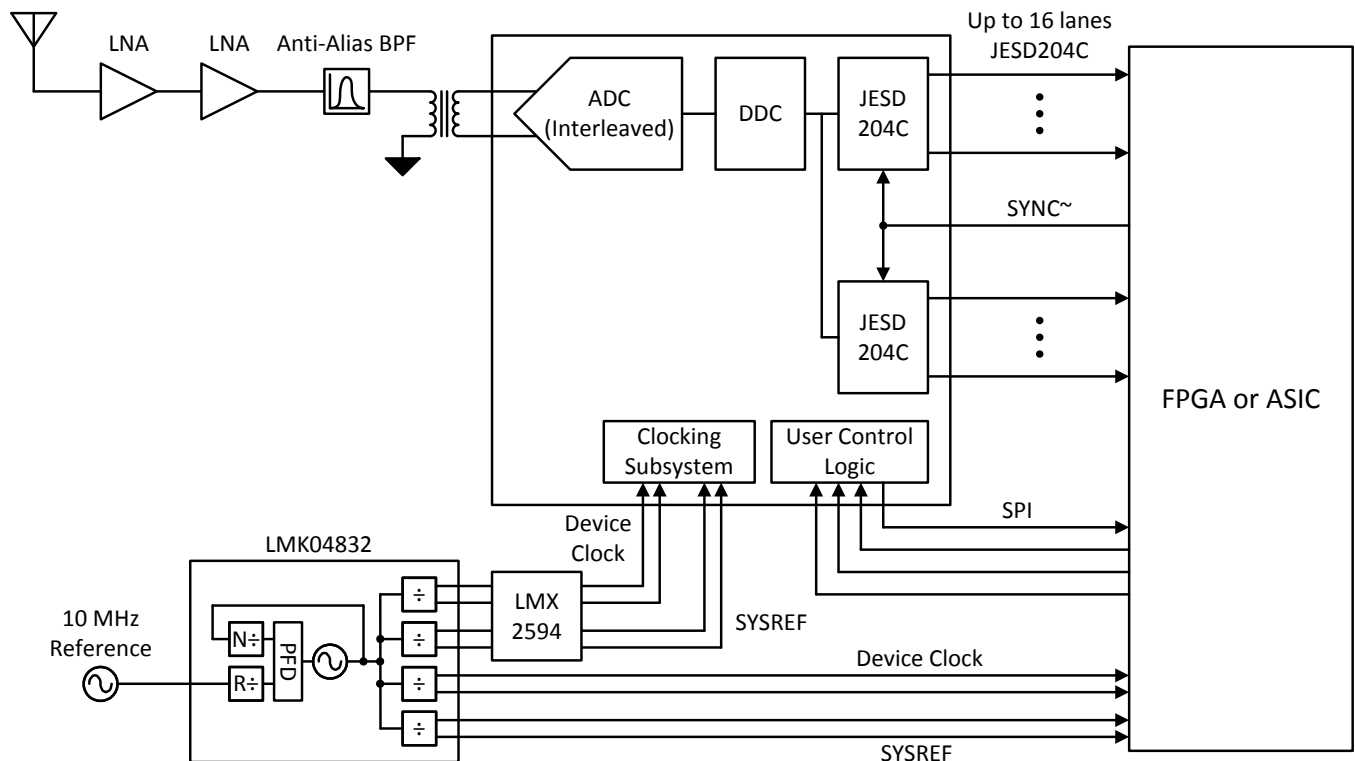 LNA
LNA
Anti-Alias BPF
Up to 16 lanes
JESD204C
ADC
(Interleaved)
DDC
JESD
204C
SYNC~
JESD
204C
FPGA or ASIC
Clocking
Subsystem
User Control
Logic
SPI
Device
Clock
LMK04832
LMX
2594
SYSREF
10 MHz
Reference
N÷
R÷
PFD
÷
÷
÷
÷
Device Clock
SYSREF